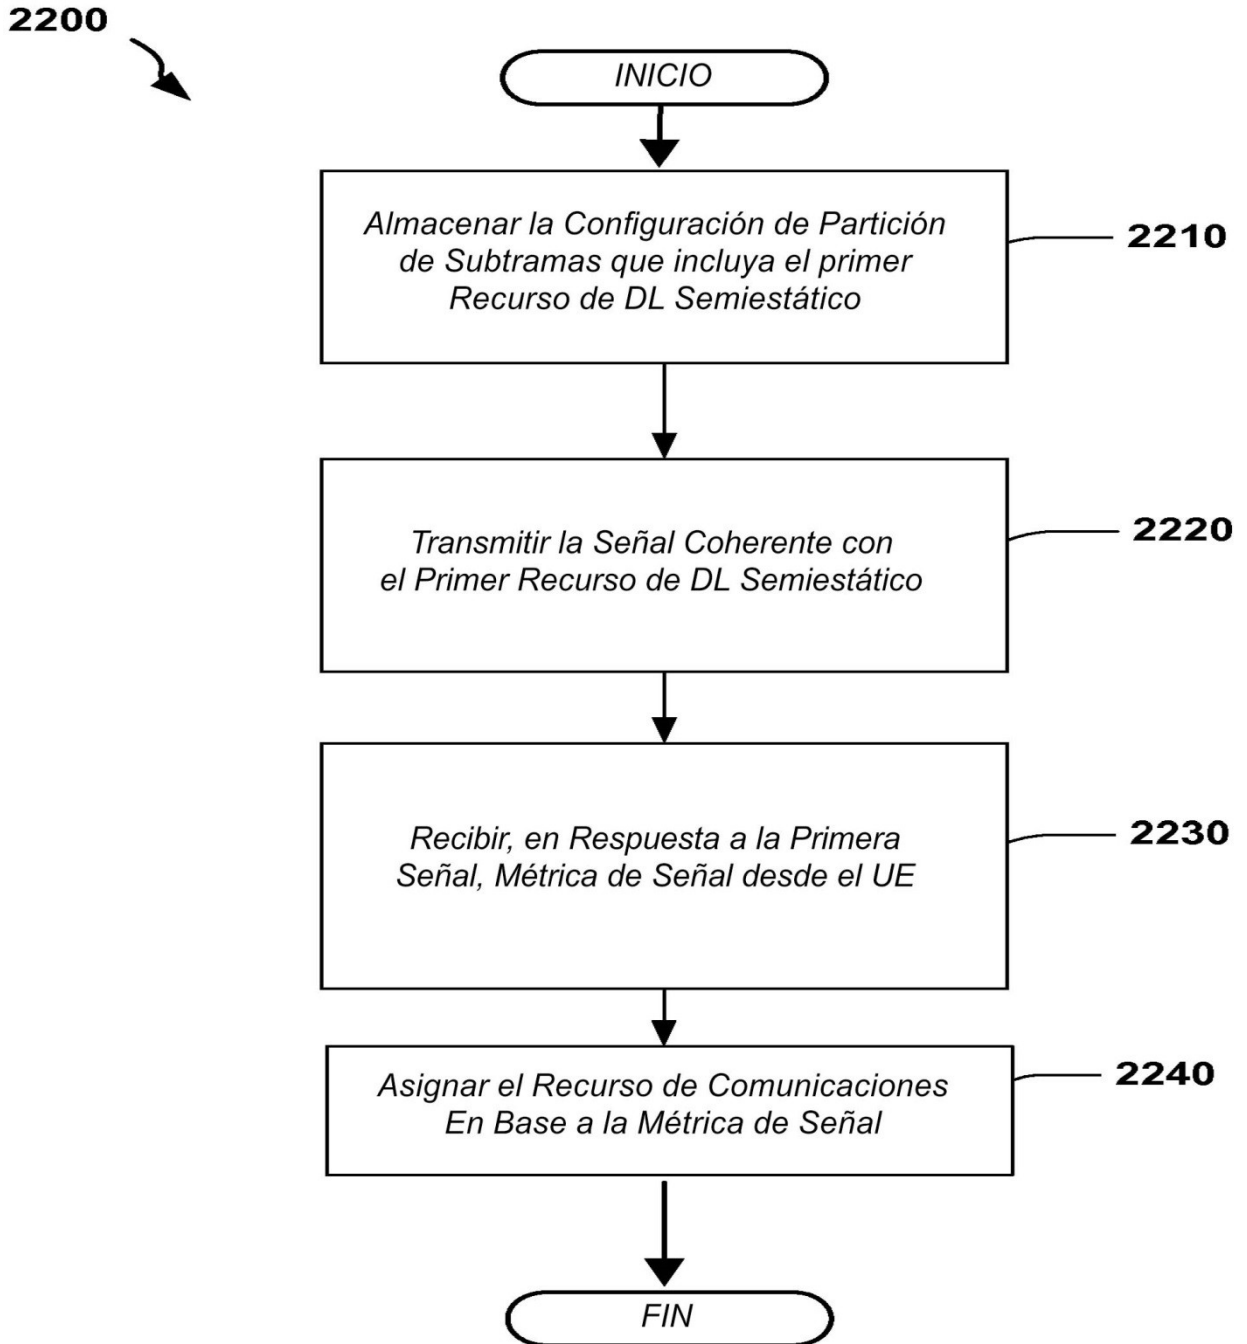 2200
INICIO
Almacenar la Configuración de Partición
de Subtramas que incluya el primer
Recurso de DL Semiestático
2210
Transmitir la Señal Coherente con
el Primer Recurso de DL Semiestático
2220
Recibir, en Respuesta a la Primera
Señal, Métrica de Señal desde el UE
2230
Asignar el Recurso de Comunicaciones
En Base a la Métrica de Señal
2240
FIN